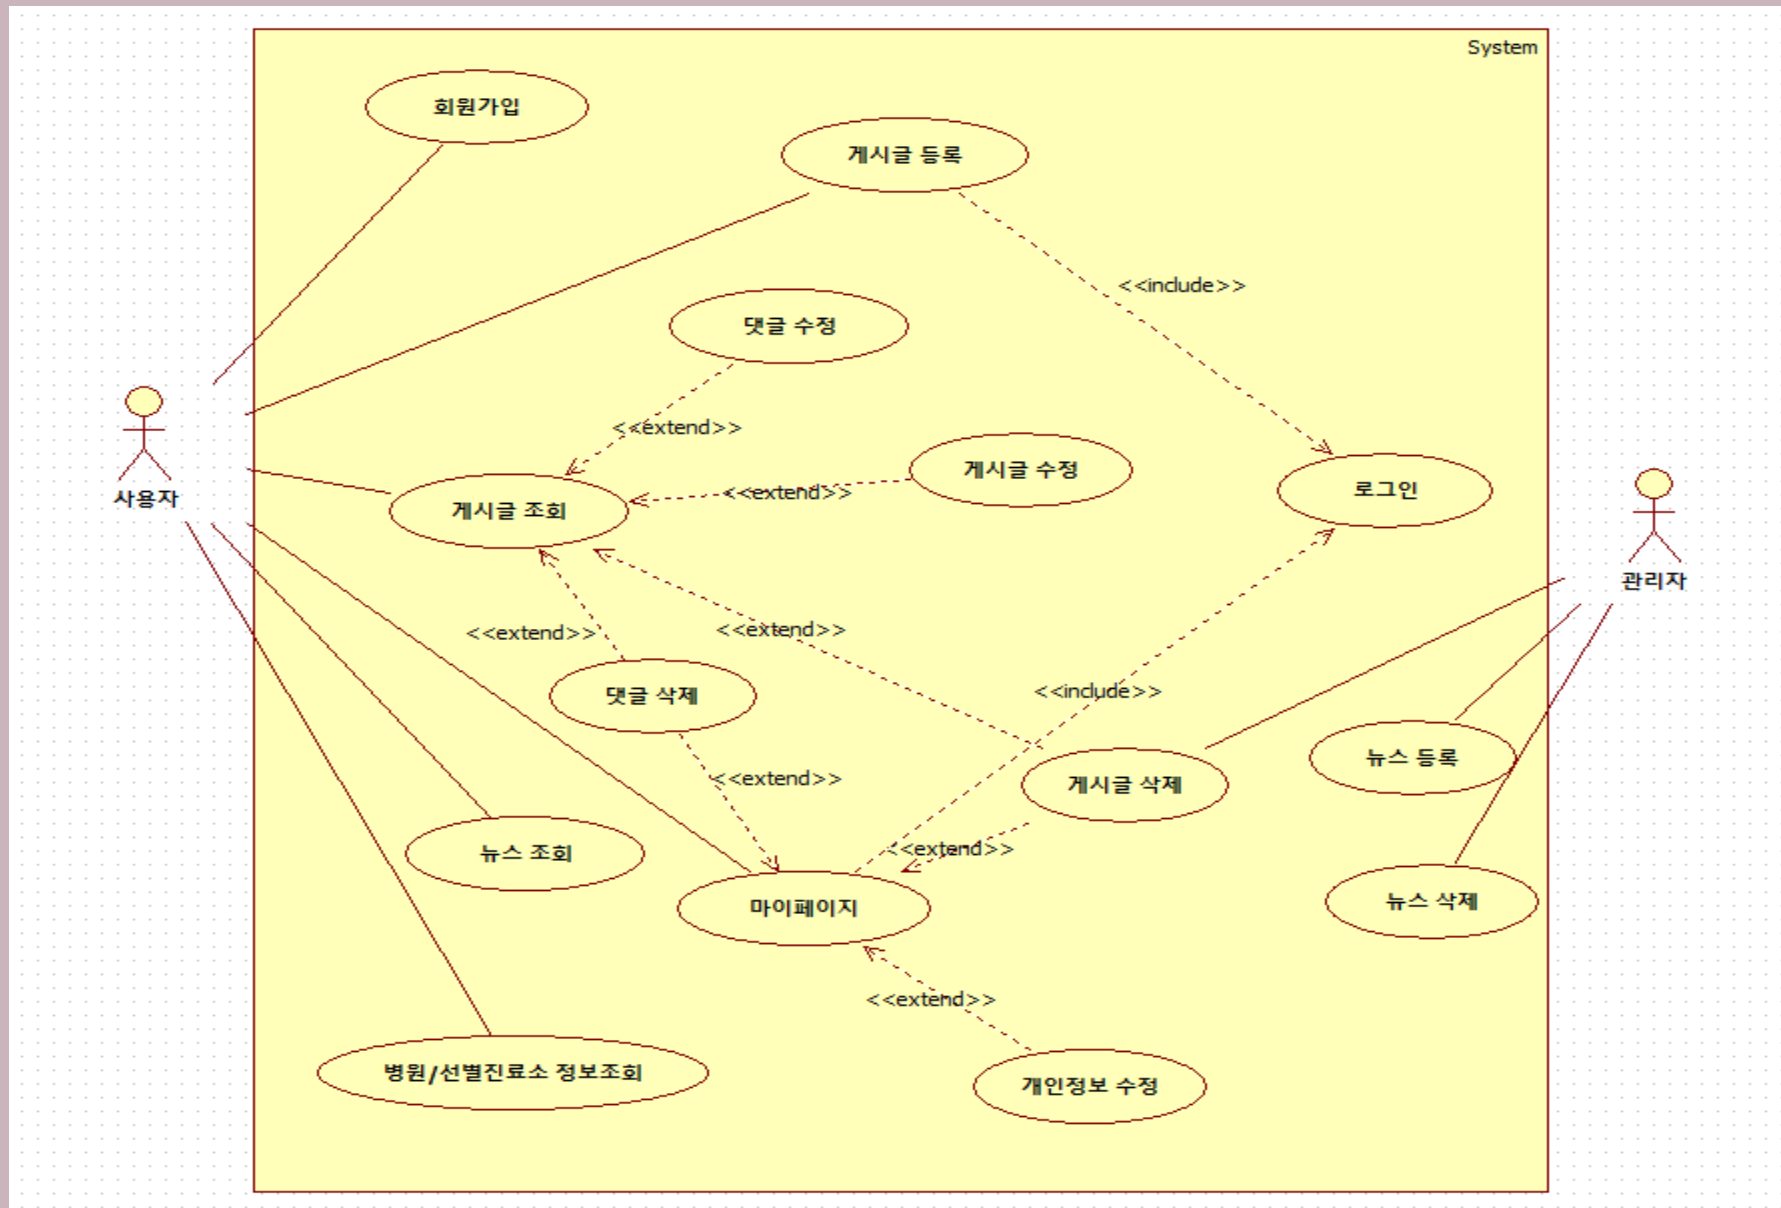 System
회원가입
게시글 등록
<<include>>
댓글 수정
<<extend>>
게시글 수정
<<extend>>
게시글 조회
로그인
사용자
관리자
<<extend>>
<<extend>>
댓글 삭제
<<include>>
<<extend>>
게시글 삭제
뉴스 등록
뉴스 조회
<<extend>>
마이페이지
뉴스 삭제
<<extend>>
병원/선별진료소 정보조회
개인정보 수정